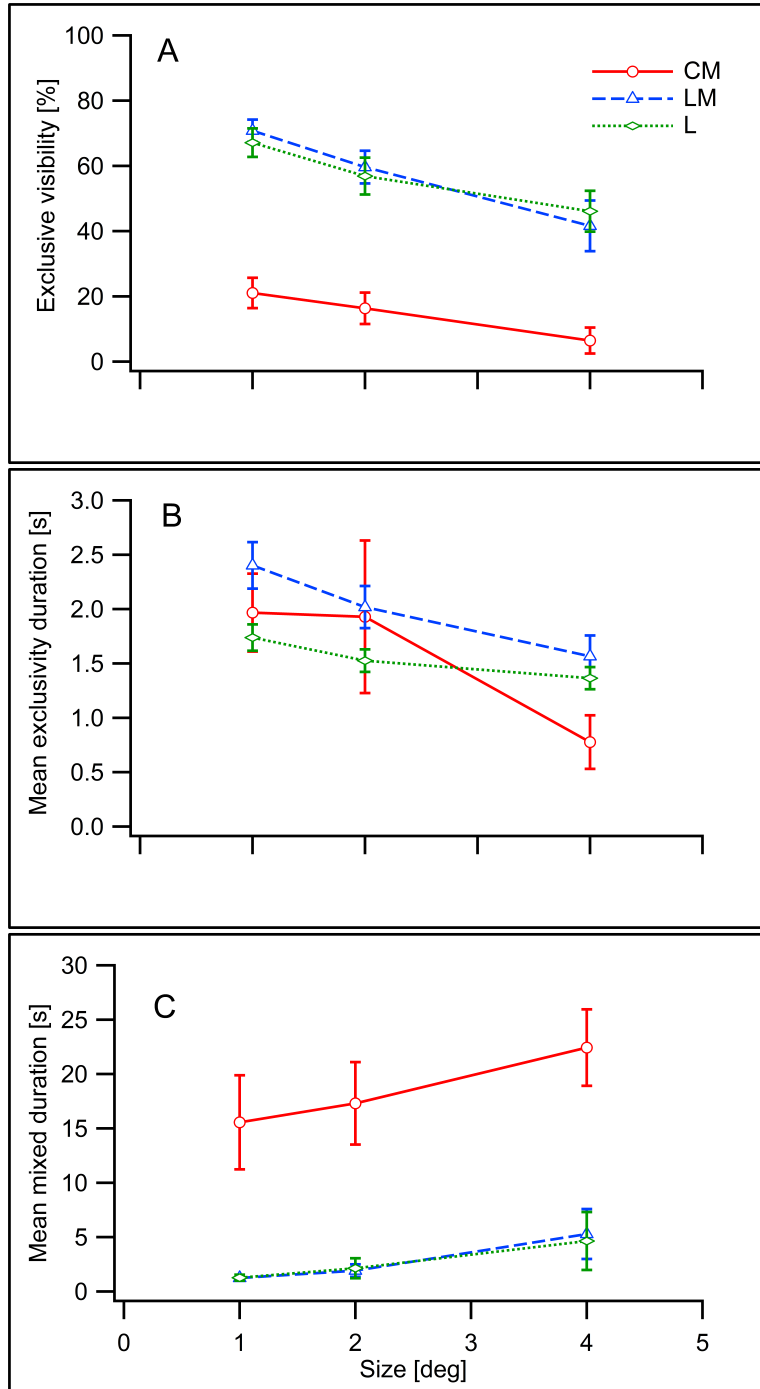 A
CM
LM
L
Exclusive visibility [%]
100
80
60
40
20
0
B
Mean exclusivity duration [s]
3.0
2.5
2.0
1.5
1.0
0.5
0.0
C
Mean mixed duration [s]
30
25
20
15
10
5
0
0 1 2 3 4 5
Size [deg]